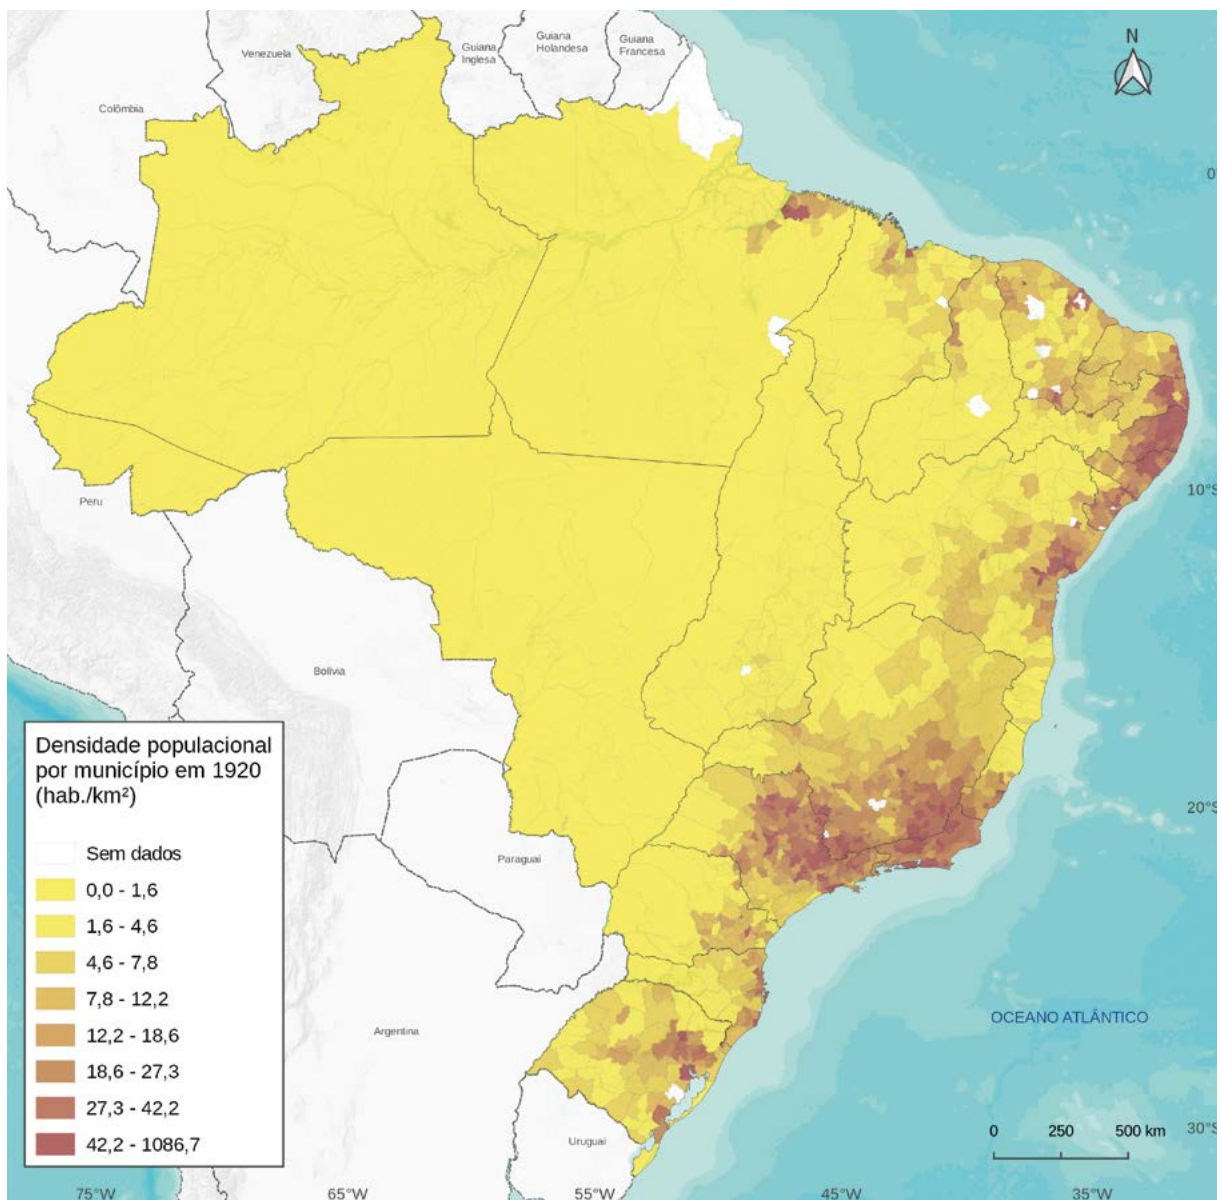 N
Venezuela
Guiana
Inglesa
Guiana
Holandesa
Guiana
Francesa
Colômbia
0°
Peru
10°S
Bolívia
Densidade populacional
por município em 1920
(hab./km²)
Sem dados
0,0 - 1,6
1,6 - 4,6
4,6 - 7,8
7,8 - 12,2
12,2 - 18,6
18,6 - 27,3
27,3 - 42,2
42,2 - 1086,7
20°S
Paraguai
Argentina
OCEANO ATLÂNTICO
Uruguai
0 250 500 km
30°S
75°W 65°W 55°W 45°W 35°W